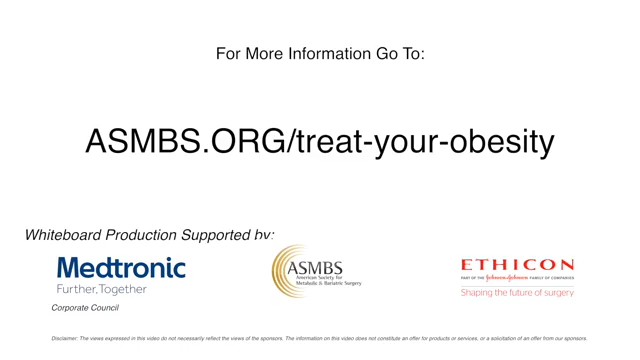 For More Information Go To:
ASMBS.ORG/treat-your-obesity
Whiteboard Production Supported by:
Medtronic
Further, Together
Corporate Council
ASMBS
American Society for
Metabolic & Bariatric Surgery
ETHICON
PART OF THE Johnson & Johnson FAMILY OF COMPANIES
Shaping the future of surgery
Disclaimer: The views expressed in this video do not necessarily reflect the views of the sponsors. The information on this video does not constitute an offer for products or services, or a solicitation of an offer from our sponsors.